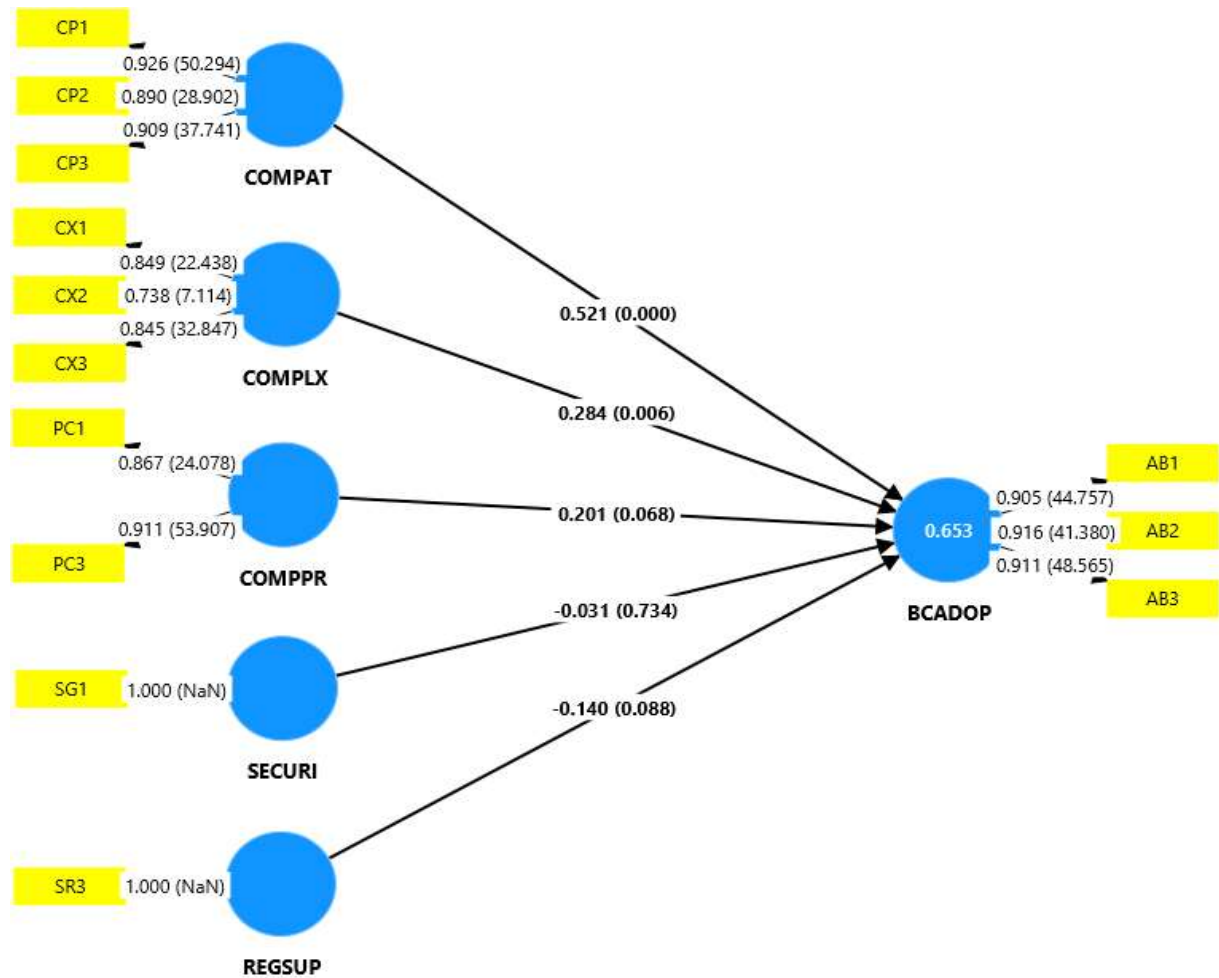 CP1
0.926 (50.294)
CP2
0.890 (28.902)
0.909 (37.741)
CP3
COMPAT
CX1
0.849 (22.438)
CX2
0.738 (7.114)
0.845 (32.847)
CX3
COMPLX
PC1
0.867 (24.078)
0.911 (53.907)
PC3
COMPPR
SG1
1.000 (NaN)
SECURI
SR3
1.000 (NaN)
REGSUP
0.521 (0.000)
0.284 (0.006)
0.201 (0.068)
-0.031 (0.734)
-0.140 (0.088)
0.653
BCADOP
AB1
0.905 (44.757)
0.916 (41.380)
AB2
0.911 (48.565)
AB3